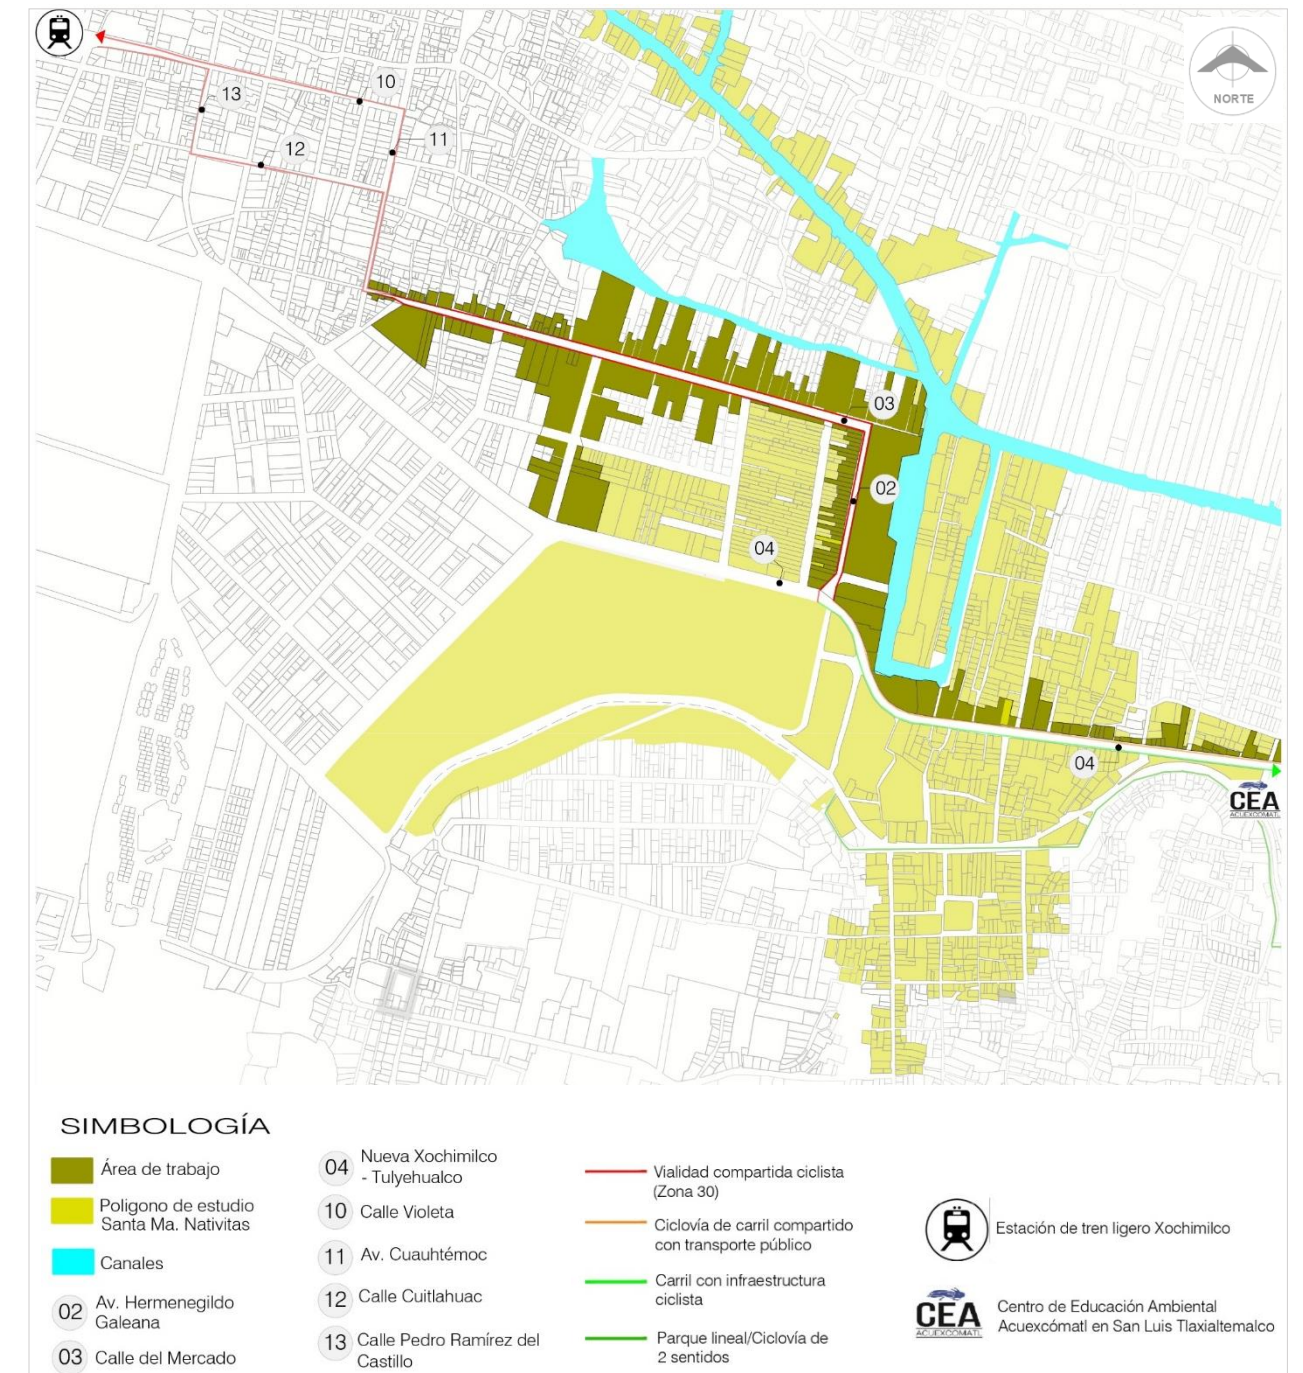 10
13
NORTE
11
12
03
02
04
04
CEA
ACUEXCOMATL
SIMBOLOGÍA
Área de trabajo
Poligono de estudio
Santa Ma. Nativitas
Canales
02
Av. Hermenegildo
Galeana
03
Calle del Mercado
04
Nueva Xochimilco
- Tulyehualco
10
Calle Violeta
11
Av. Cuauhtémoc
12
Calle Cuitlahuac
13
Calle Pedro Ramírez del
Castillo
Vialidad compartida ciclista
(Zona 30)
Ciclovía de carril compartido
con transporte público
Carril con infraestructura
ciclista
Parque lineal/Ciclovía de
2 sentidos
Estación de tren ligero Xochimilco
CEA
ACUEXCOMATL
Centro de Educación Ambiental
Acuexcómatl en San Luis Tlaxialtemalco